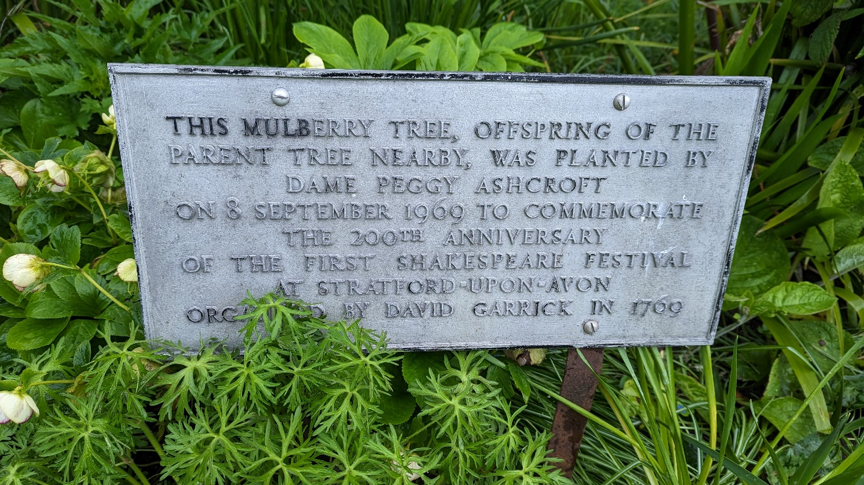 THIS MULBERRY TREE, OFFSPRING OF THE
PARENT TREE NEARBY, WAS PLANTED BY
DAME PEGGY ASHCROFT
ON 8 SEPTEMBER 1969 TO COMMEMORATE
THE 200TH ANNIVERSARY
OF THE FIRST SHAKESPEARE FESTIVAL
AT STRATFORD-UPON-AVON
BY DAVID GARRICK IN 1769